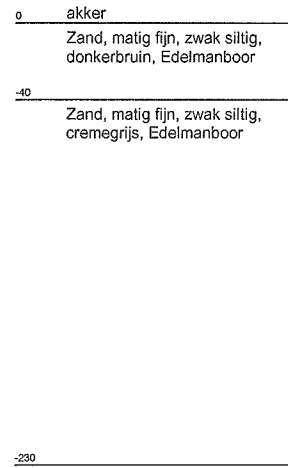 0 akker
Zand, matig fijn, zwak siltig,
donkerbruin, Edelmanboor
-40
Zand, matig fijn, zwak siltig,
cremegrijs, Edelmanboor
-230